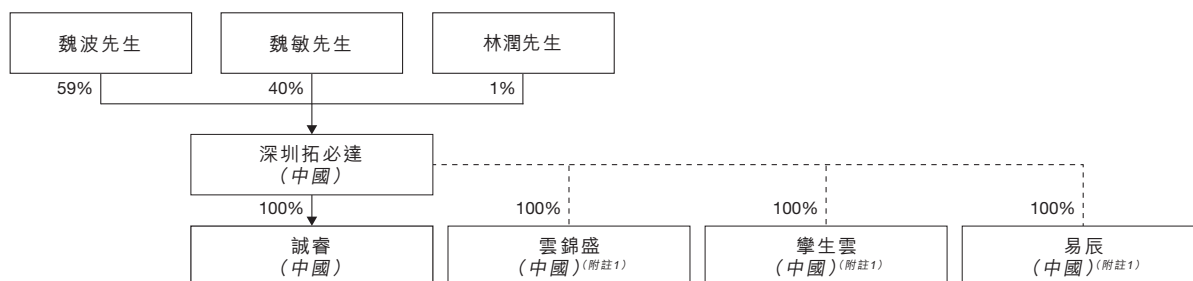 魏波先生
魏敏先生
林潤先生
59%
40%
1%
深圳拓必達
（中國）
100%
100%
100%
100%
誠睿
（中國）
雲錦盛
（中國）(附註1)
孿生雲
（中國）(附註1)
易辰
（中國）(附註1)